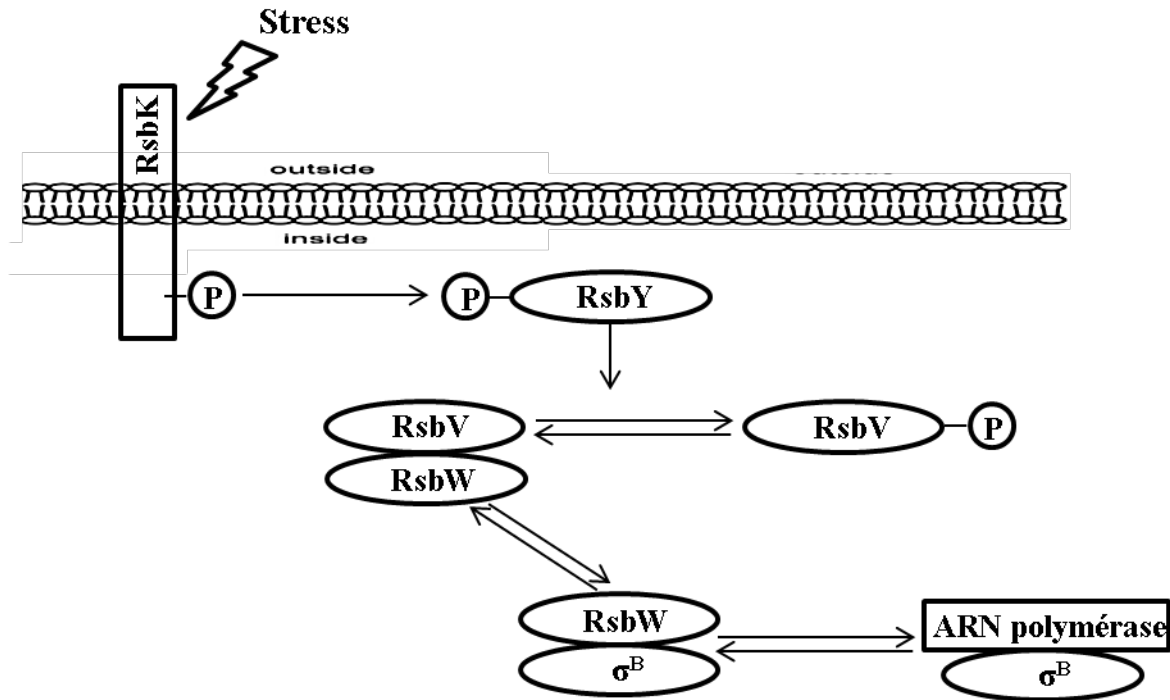 Stress
RsbK
outside
inside
P
P
RsbY
RsbV
RsbV
P
RsbW
RsbW
σᴮ
ARN polymérase
σᴮ